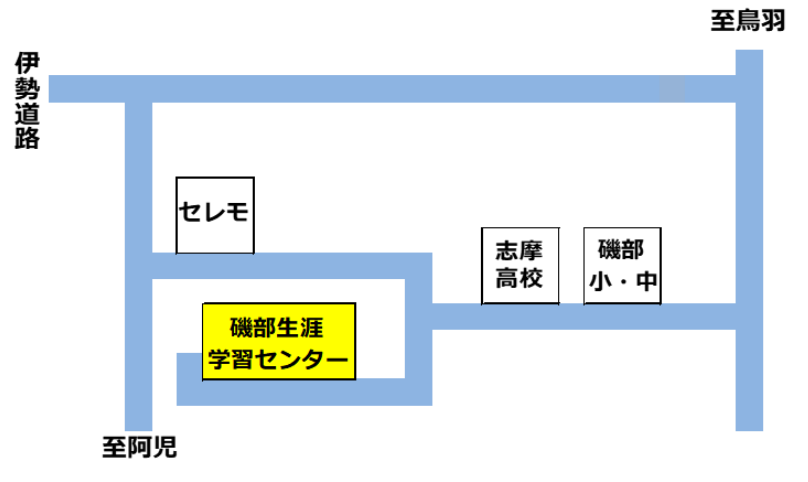 至鳥羽
伊勢道路
セレモ
志摩
高校
磯部
小・中
磯部生涯
学習センター
至阿児